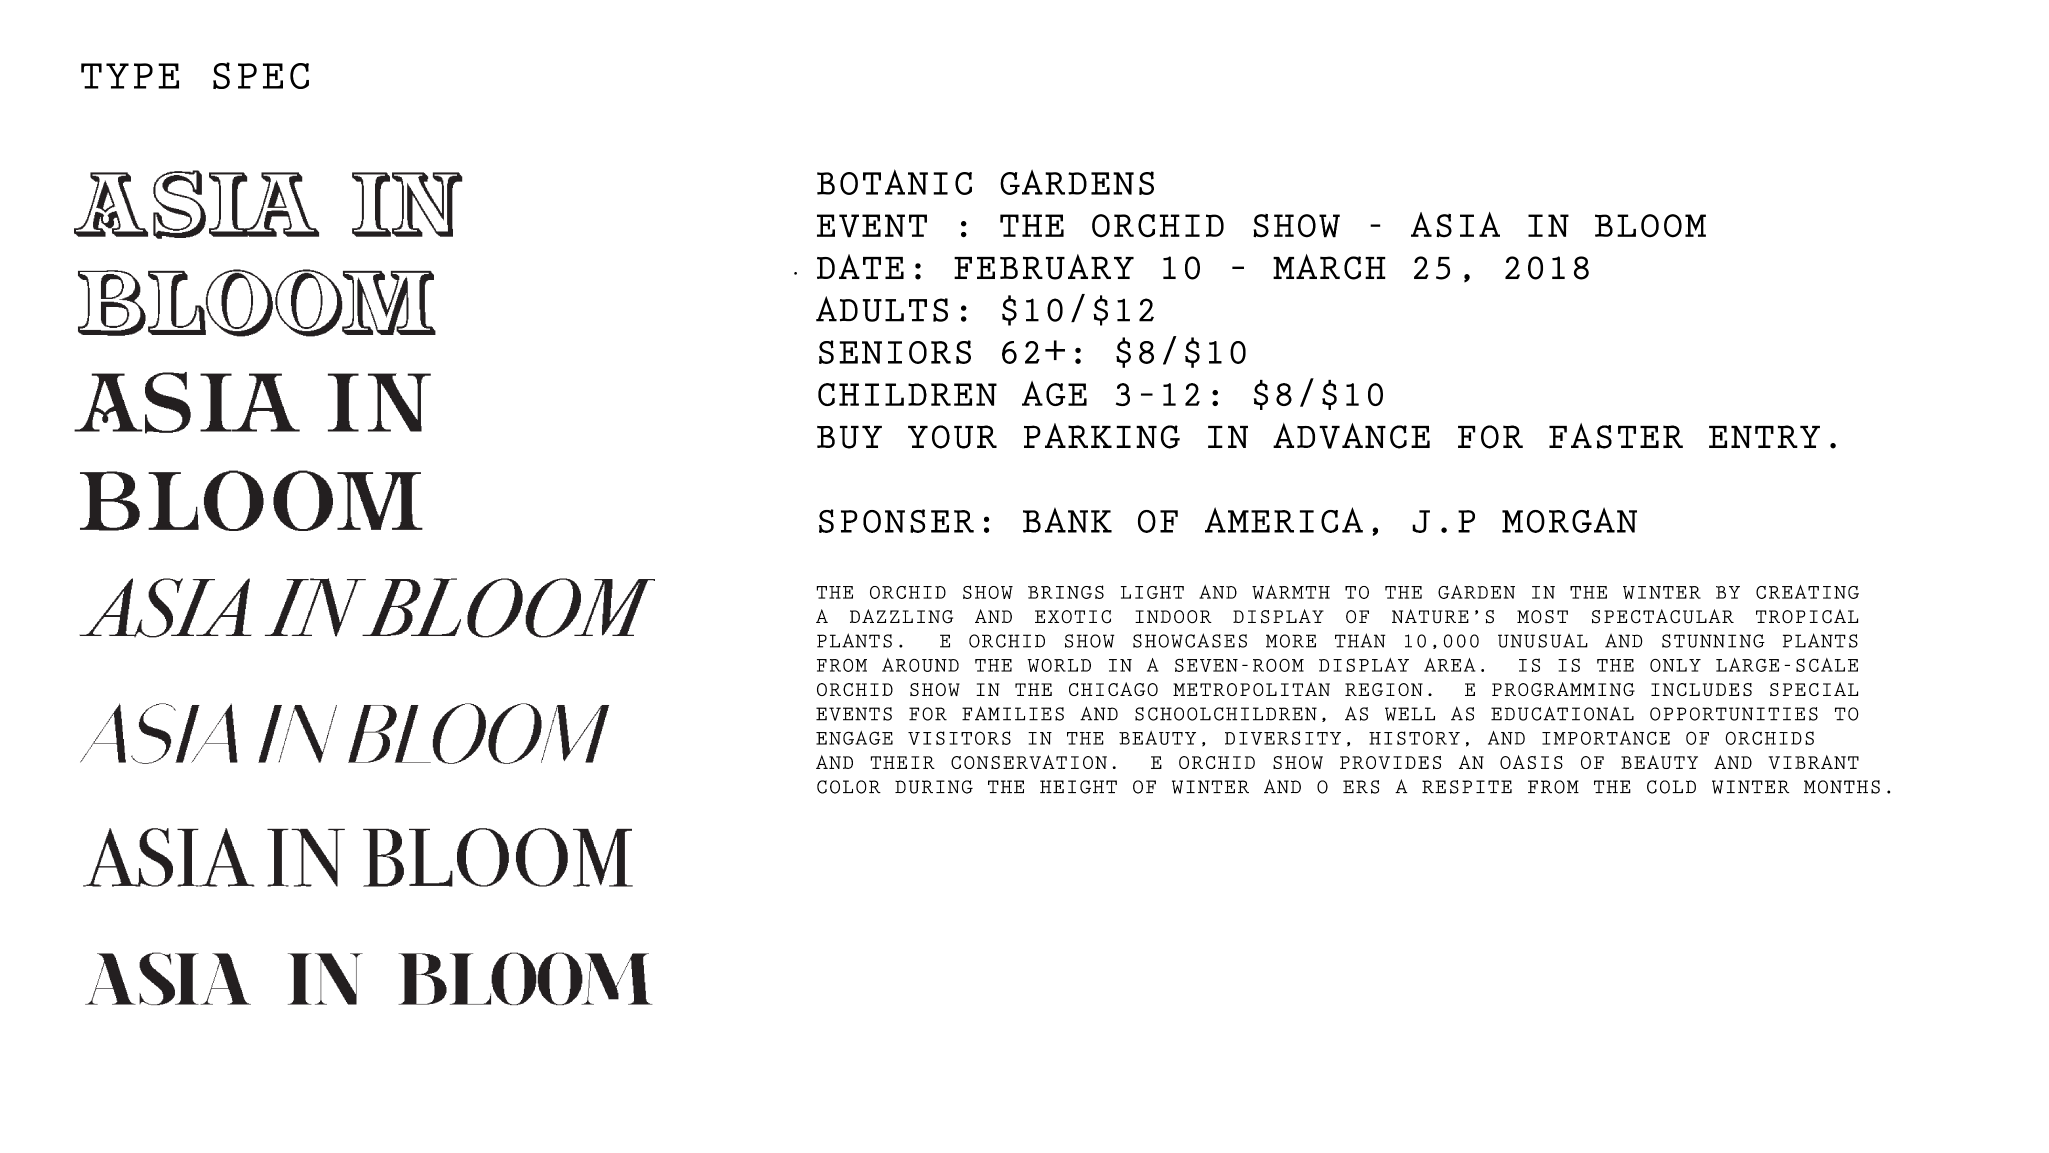 TYPE SPEC
ASIA IN
BLOOM
ASIA IN
BLOOM
ASIA IN BLOOM
ASIA IN BLOOM
ASIA IN BLOOM
ASIA IN BLOOM
BOTANIC GARDENS
EVENT : THE ORCHID SHOW - ASIA IN BLOOM
DATE: FEBRUARY 10 - MARCH 25, 2018
ADULTS: $10/$12
SENIORS 62+: $8/$10
CHILDREN AGE 3-12: $8/$10
BUY YOUR PARKING IN ADVANCE FOR FASTER ENTRY.
SPONSER: BANK OF AMERICA, J.P MORGAN
THE ORCHID SHOW BRINGS LIGHT AND WARMTH TO THE GARDEN IN THE WINTER BY CREATING
A DAZZLING AND EXOTIC INDOOR DISPLAY OF NATURE'S MOST SPECTACULAR TROPICAL
PLANTS. E ORCHID SHOW SHOWCASES MORE THAN 10,000 UNUSUAL AND STUNNING PLANTS
FROM AROUND THE WORLD IN A SEVEN-ROOM DISPLAY AREA. IS IS THE ONLY LARGE-SCALE
ORCHID SHOW IN THE CHICAGO METROPOLITAN REGION. E PROGRAMMING INCLUDES SPECIAL
EVENTS FOR FAMILIES AND SCHOOLCHILDREN, AS WELL AS EDUCATIONAL OPPORTUNITIES TO
ENGAGE VISITORS IN THE BEAUTY, DIVERSITY, HISTORY, AND IMPORTANCE OF ORCHIDS
AND THEIR CONSERVATION. E ORCHID SHOW PROVIDES AN OASIS OF BEAUTY AND VIBRANT
COLOR DURING THE HEIGHT OF WINTER AND O ERS A RESPITE FROM THE COLD WINTER MONTHS.